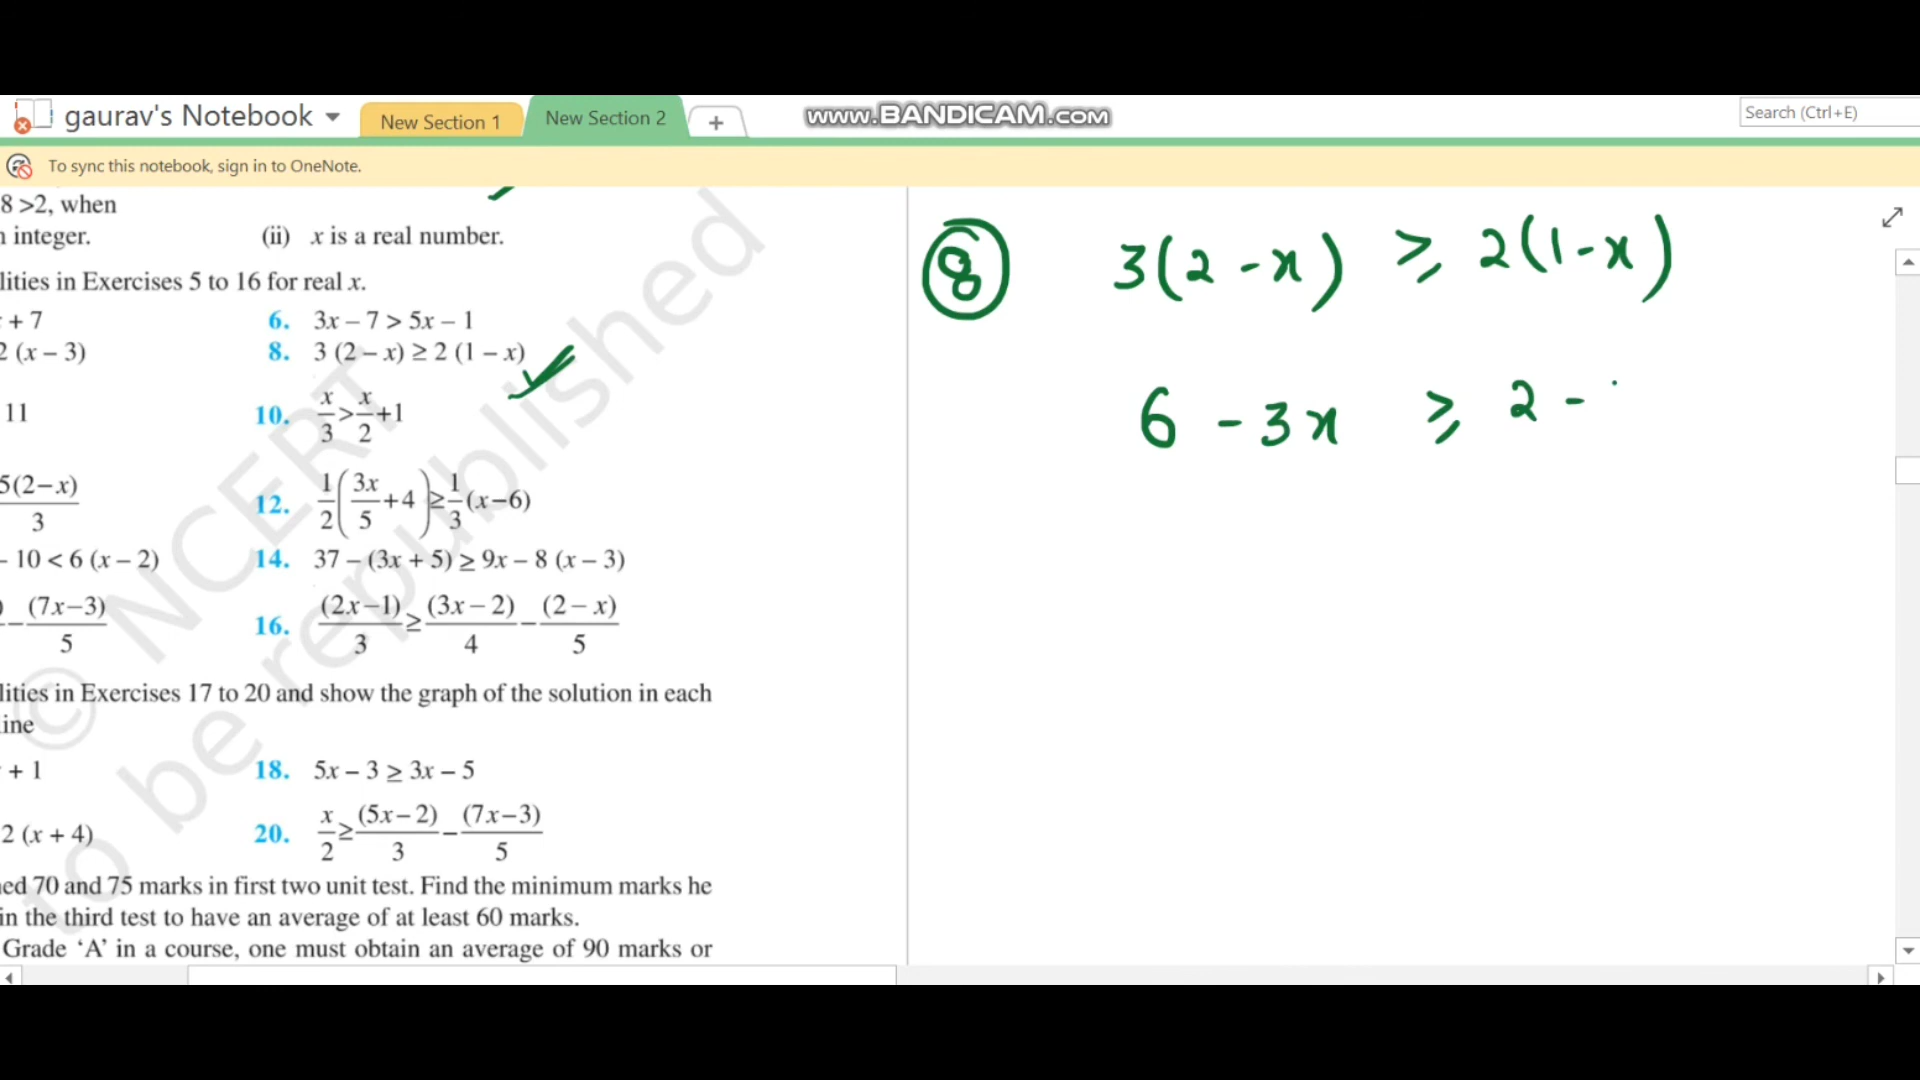 gaurav's Notebook
New Section 1
New Section 2
+
www.BANDICAM.com
Search (Ctrl+E)
To sync this notebook, sign in to OneNote.
8 >2, when
integer.
(ii) x is a real number.
lities in Exercises 5 to 16 for real x.
+ 7
6. 3x – 7 > 5x – 1
2 (x – 3)
8. 3 (2 – x) ≥ 2 (1 – x)
11
10. x/3 > x/2 + 1
5(2–x)/3
12. 1/2 (3x/5 + 4) ≥ 1/3 (x–6)
– 10 < 6 (x – 2)
14. 37 – (3x + 5) ≥ 9x – 8 (x – 3)
– (7x–3)/5
16. (2x–1)/3 ≥ (3x–2)/4 – (2–x)/5
lities in Exercises 17 to 20 and show the graph of the solution in each
ine
+ 1
18. 5x – 3 ≥ 3x – 5
2 (x + 4)
20. x/2 ≥ (5x–2)/3 – (7x–3)/5
ed 70 and 75 marks in first two unit test. Find the minimum marks he
in the third test to have an average of at least 60 marks.
Grade ‘A’ in a course, one must obtain an average of 90 marks or
© NCERT
to be republished
8 3(2 - x) ≥ 2(1 - x)
6 - 3x ≥ 2 -